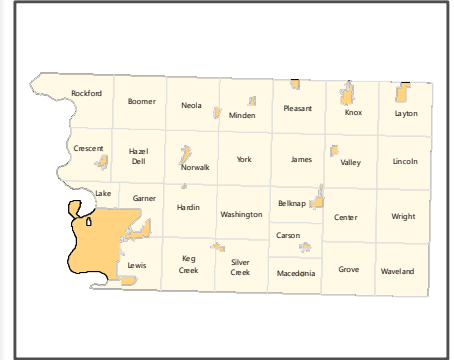 Rockford
Boomer
Neola
Minden
Pleasant
Knox
Layton
Crescent
Hazel
Dell
Norwalk
York
James
Valley
Lincoln
Lake
Garner
Hardin
Washington
Belknap
Center
Wright
Carson
Lewis
Keg
Creek
Silver
Creek
Macedonia
Grove
Waveland